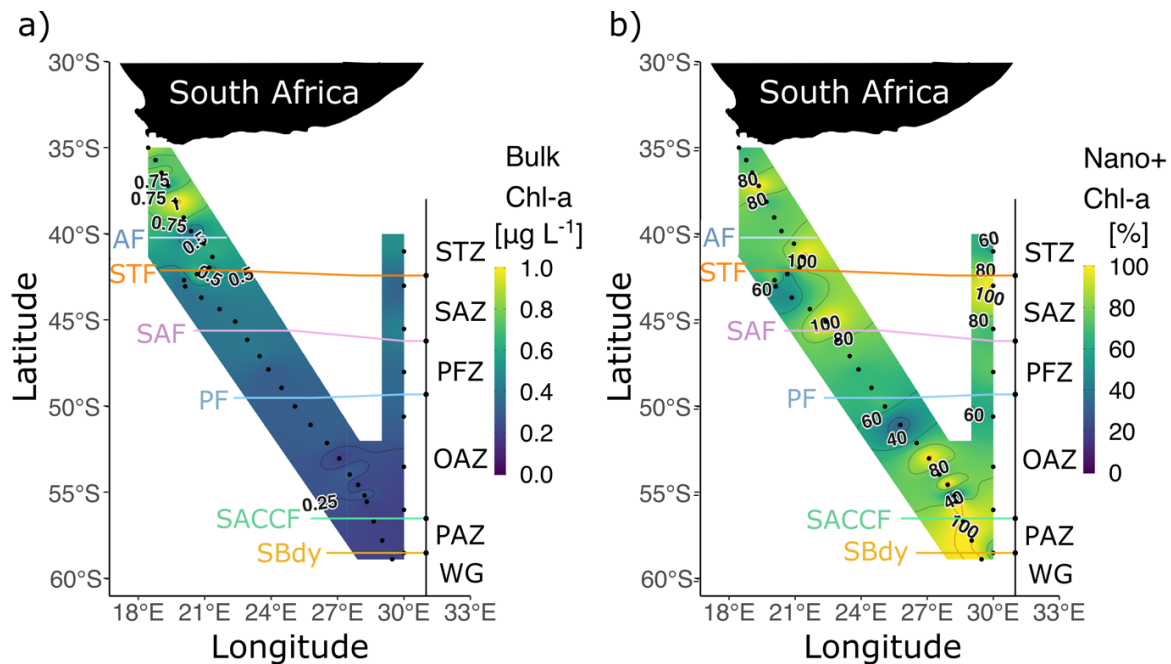 a)
30°S
South Africa
35°S
Bulk
Chl-a
[µg L⁻¹]
0.75
0.75
1
0.75
40°S
AF
0.5
STZ
1.0
STF
0.5
0.5
0.8
SAZ
45°S
SAF
0.6
PFZ
0.4
PF
50°S
0.2
OAZ
0.0
55°S
0.25
SACCF
PAZ
SBdy
WG
60°S
18°E 21°E 24°E 27°E 30°E 33°E
Longitude
Latitude
b)
30°S
South Africa
35°S
Nano+
Chl-a
[%]
80
80
40°S
AF
60
STZ
100
STF
100
80
60
100
80
SAZ
45°S
SAF
100
80
80
60
PFZ
40
PF
50°S
60
60
20
40
OAZ
0
80
55°S
40
SACCF
100
PAZ
SBdy
WG
60°S
18°E 21°E 24°E 27°E 30°E 33°E
Longitude
Latitude